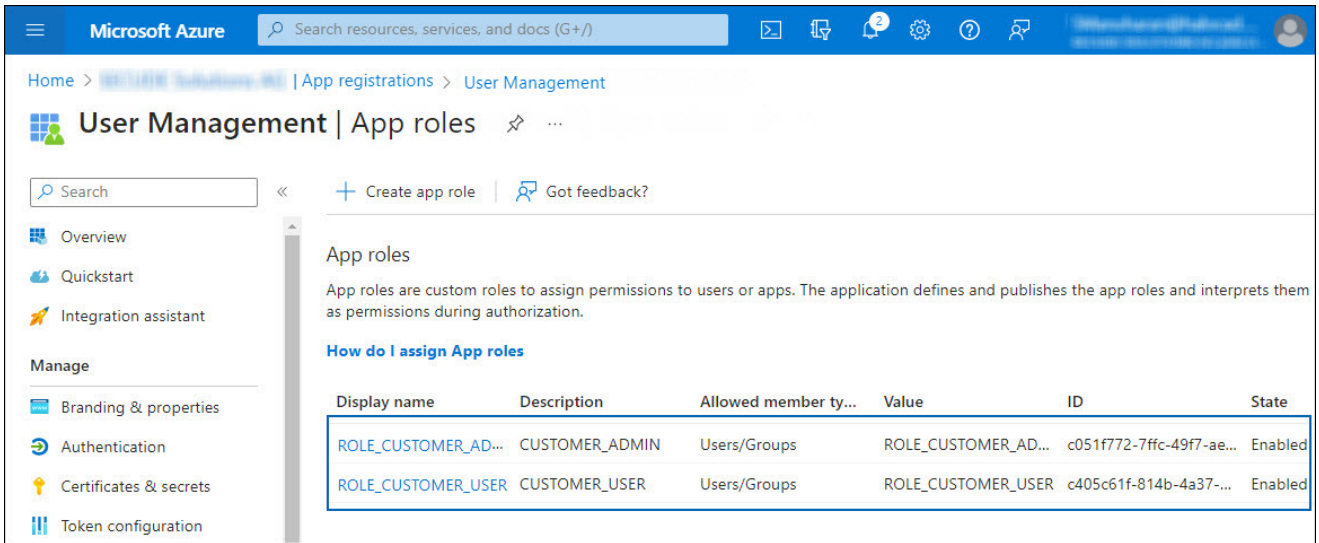 Microsoft Azure
Search resources, services, and docs (G+/)
2
Home > | App registrations > User Management
User Management | App roles
Search
Create app role
Got feedback?
Overview
Quickstart
Integration assistant
Manage
Branding & properties
Authentication
Certificates & secrets
Token configuration
App roles
App roles are custom roles to assign permissions to users or apps. The application defines and publishes the app roles and interprets them
as permissions during authorization.
How do I assign App roles
Display name Description Allowed member ty... Value ID State
ROLE_CUSTOMER_AD... CUSTOMER_ADMIN Users/Groups ROLE_CUSTOMER_AD... c051f772-7ffc-49f7-ae... Enabled
ROLE_CUSTOMER_USER CUSTOMER_USER Users/Groups ROLE_CUSTOMER_USER c405c61f-814b-4a37-... Enabled